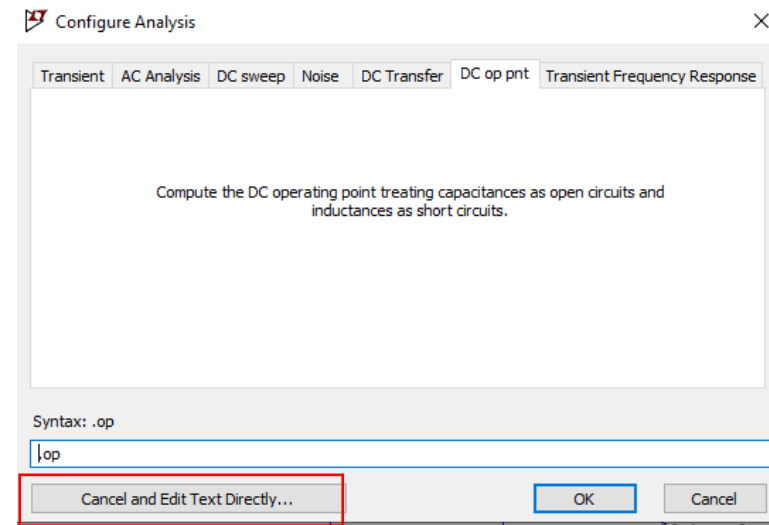 Configure Analysis
Transient AC Analysis DC sweep Noise DC Transfer DC op pnt Transient Frequency Response
Compute the DC operating point treating capacitances as open circuits and
inductances as short circuits.
Syntax: .op
.op
Cancel and Edit Text Directly... OK Cancel